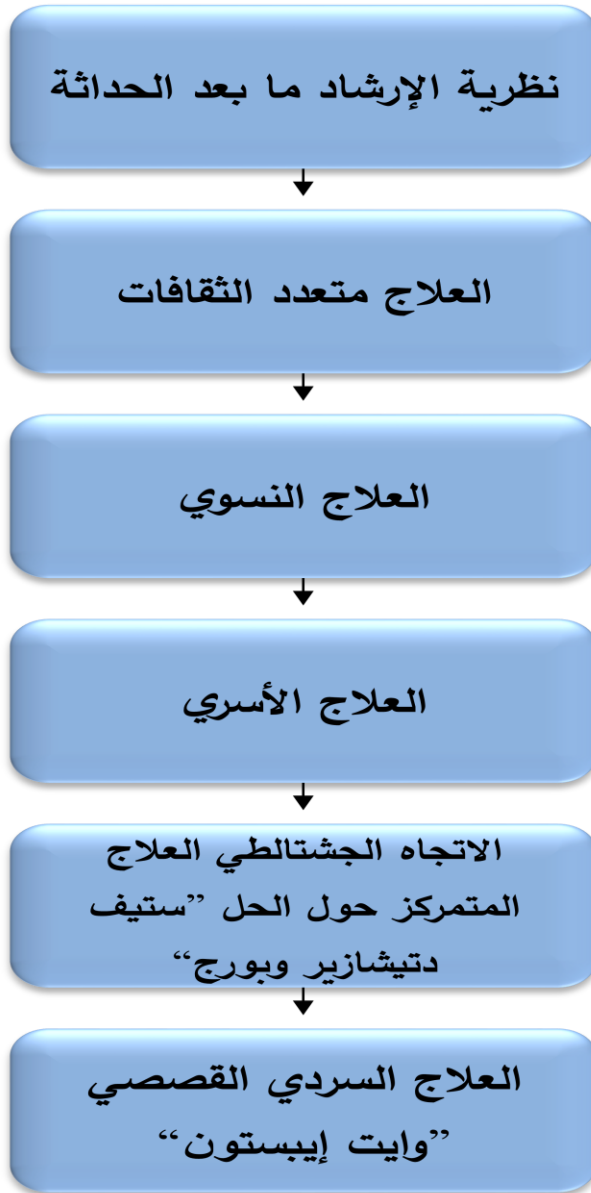 نظرية الإرشاد ما بعد الحداثة
العلاج متعدد الثقافات
العلاج النسوي
العلاج الأسري
الاتجاه الجشتالطي العلاج
المتمركز حول الحل ”ستيف
دتيشازير وبورج“
العلاج السردي القصصي
”وايت إيبستون“